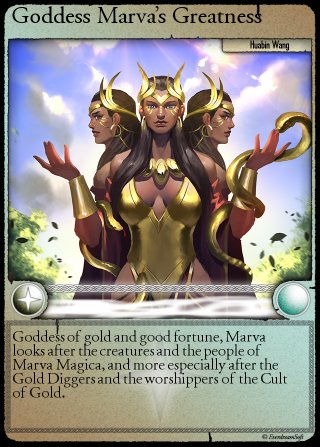 Goddess Marva's Greatness
Huabin Wang
Goddess of gold and good fortune, Marva
looks after the creatures and the people of
Marva Magica, and more especially after the
Gold Diggers and the worshippers of the Cult
of Gold.
© EverdreamSoft